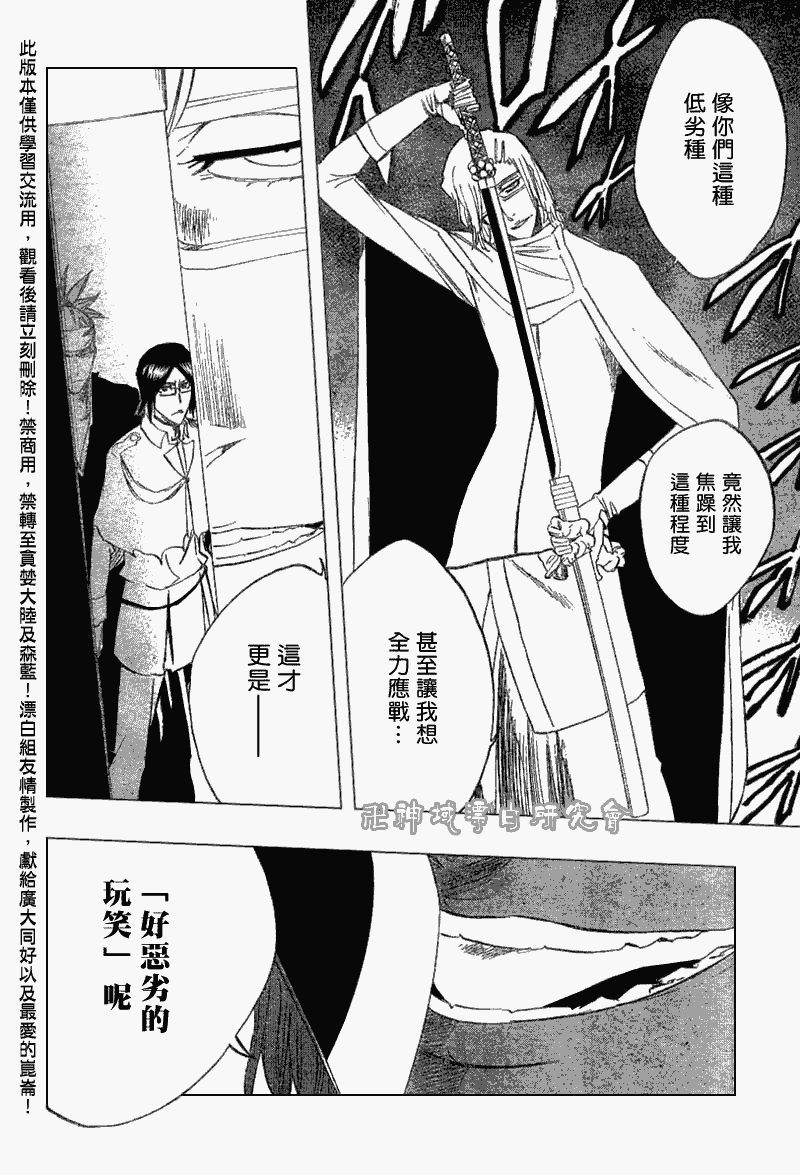 像你們這種
低劣種
竟然讓我
焦躁到
這種程度
甚至讓我想
全力應戰…
這才
更是——
「好惡劣的
玩笑」呢
卍神域漂白研究會
此版本僅供學習交流用，觀看後請立刻刪除！禁商用，禁轉至貪婪大陸及森藍！漂白組友情製作，獻給廣大同好以及最愛的崑崙！